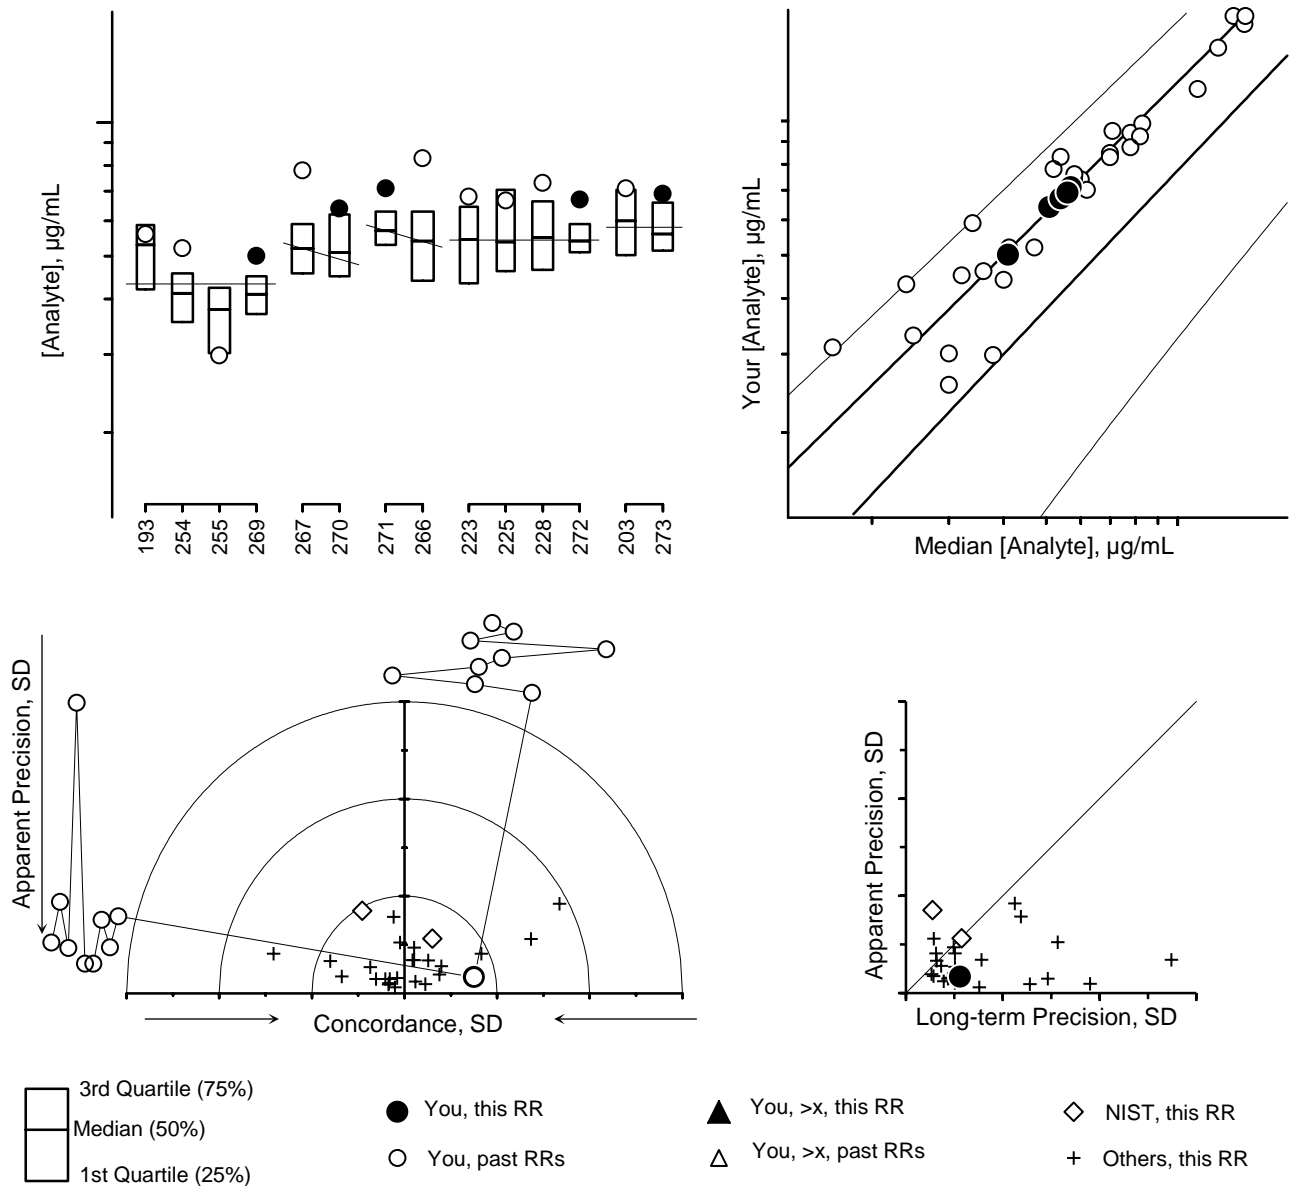 [Analyte], µg/mL
193
254
255
269
267
270
271
266
223
225
228
272
203
273
Your [Analyte], µg/mL
Median [Analyte], µg/mL
Apparent Precision, SD
Concordance, SD
Apparent Precision, SD
Long-term Precision, SD
3rd Quartile (75%)
Median (50%)
1st Quartile (25%)
You, this RR
You, past RRs
You, >x, this RR
You, >x, past RRs
NIST, this RR
Others, this RR